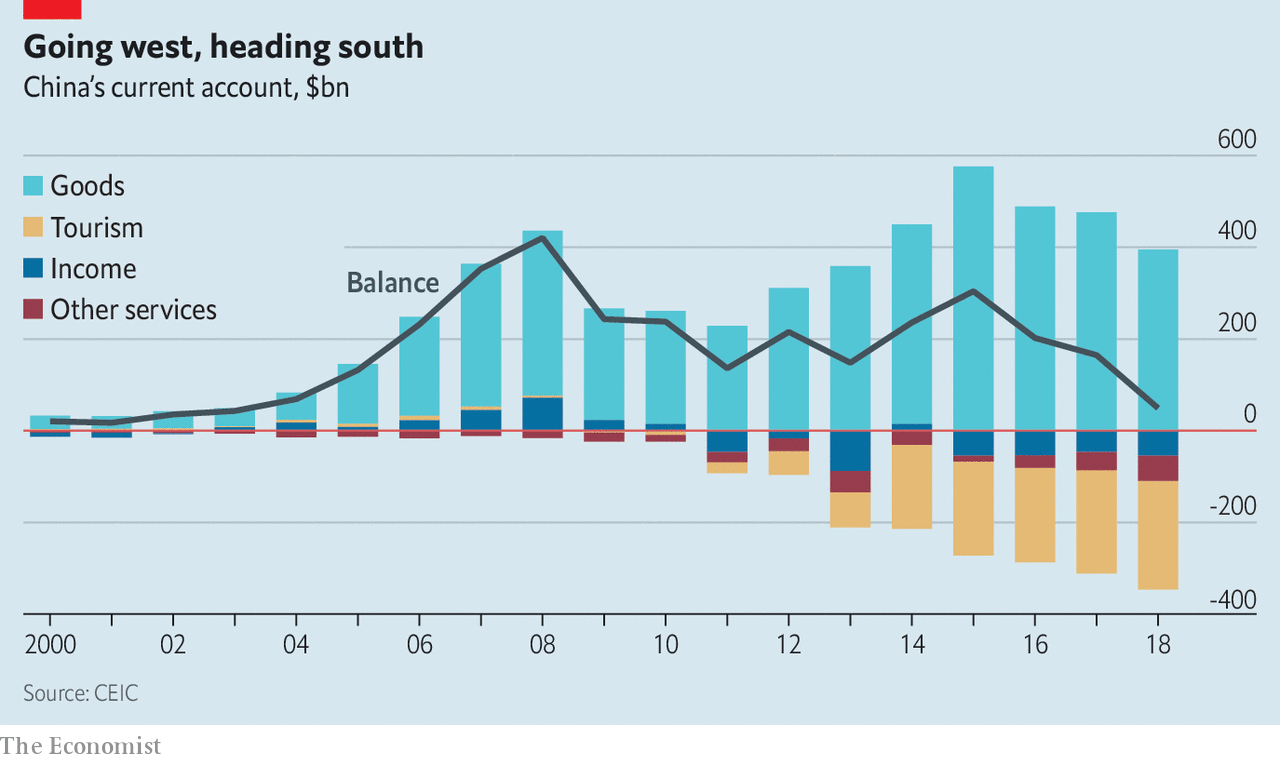 Going west, heading south
China's current account, $bn
600
Goods
Tourism
400
Income
Balance
Other services
200
0
-200
-400
2000 02 04 06 08 10 12 14 16 18
Source: CEIC
The Economist